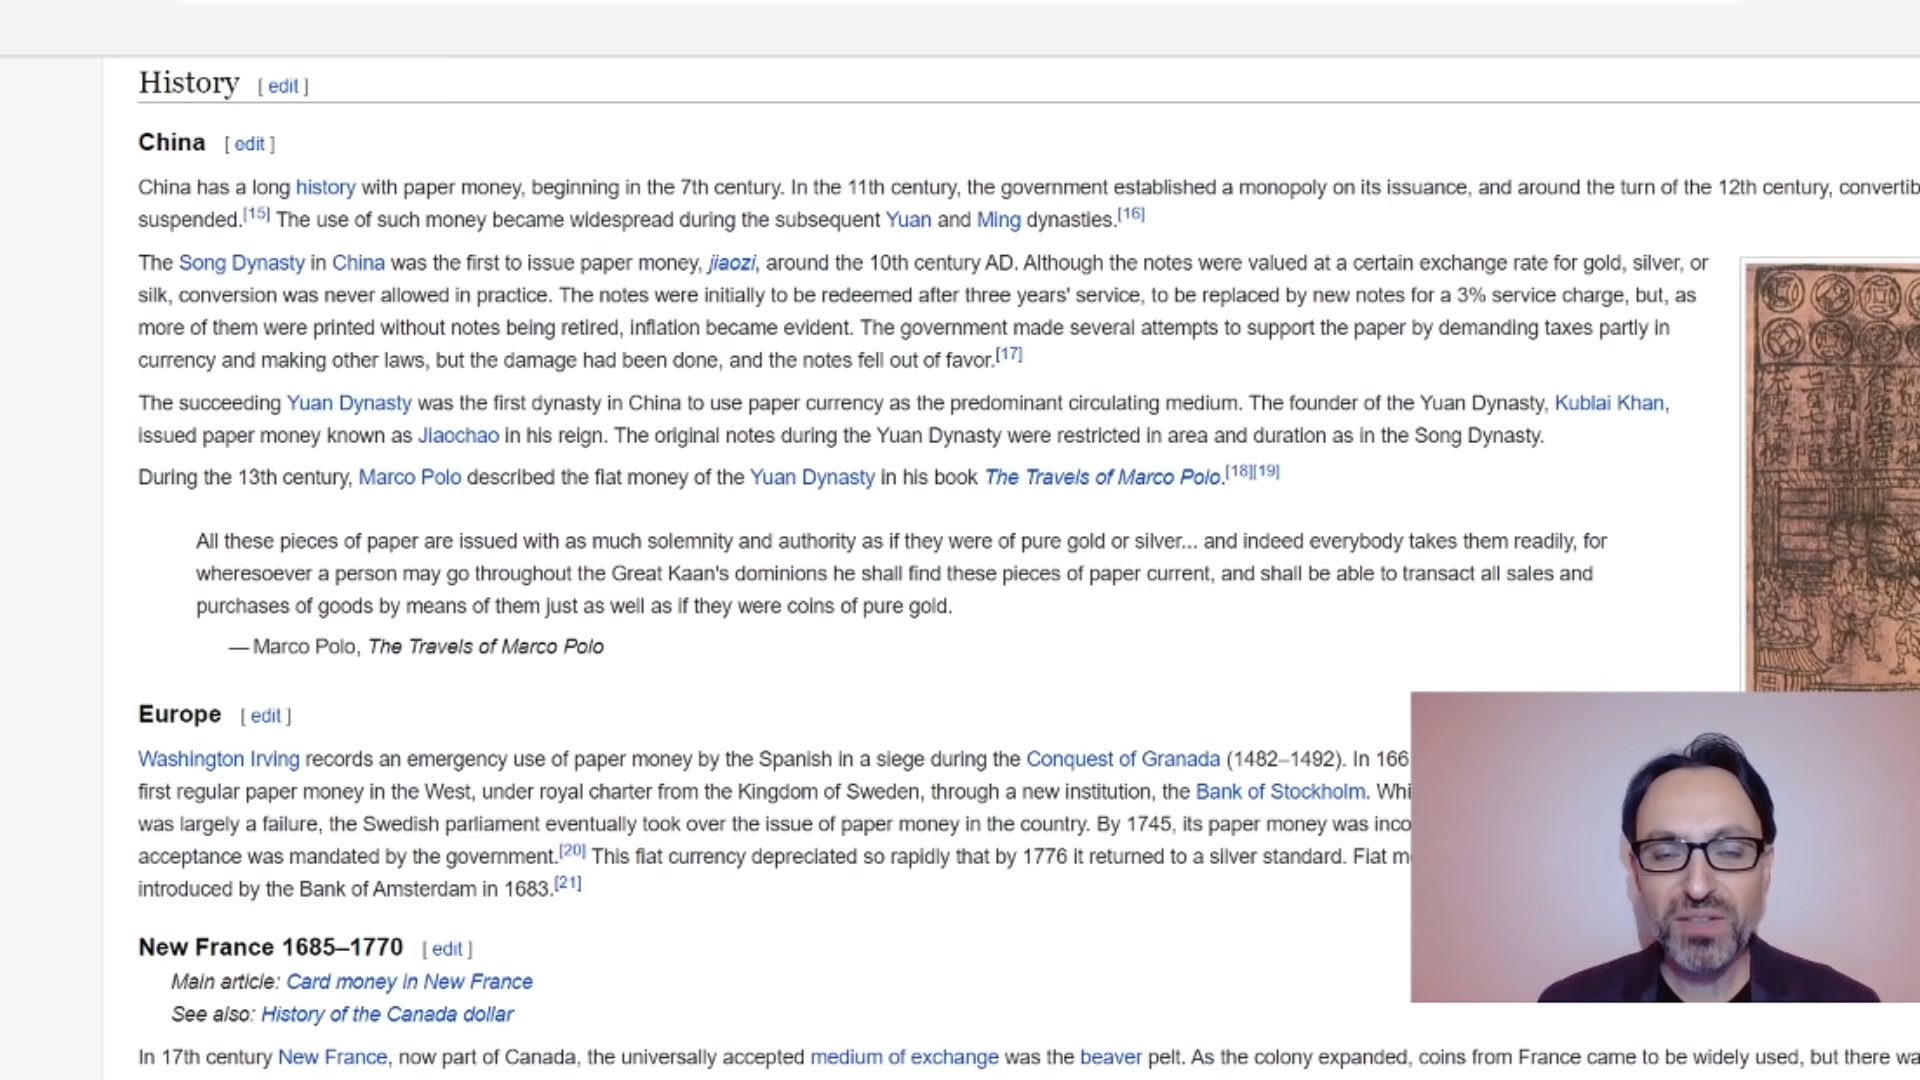 History [ edit ]
China [ edit ]
China has a long history with paper money, beginning in the 7th century. In the 11th century, the government established a monopoly on its issuance, and around the turn of the 12th century, convertib
suspended.[15] The use of such money became widespread during the subsequent Yuan and Ming dynasties.[16]
The Song Dynasty in China was the first to issue paper money, jiaozi, around the 10th century AD. Although the notes were valued at a certain exchange rate for gold, silver, or
silk, conversion was never allowed in practice. The notes were initially to be redeemed after three years' service, to be replaced by new notes for a 3% service charge, but, as
more of them were printed without notes being retired, inflation became evident. The government made several attempts to support the paper by demanding taxes partly in
currency and making other laws, but the damage had been done, and the notes fell out of favor.[17]
The succeeding Yuan Dynasty was the first dynasty in China to use paper currency as the predominant circulating medium. The founder of the Yuan Dynasty, Kublai Khan,
issued paper money known as Jiaochao in his reign. The original notes during the Yuan Dynasty were restricted in area and duration as in the Song Dynasty.
During the 13th century, Marco Polo described the fiat money of the Yuan Dynasty in his book The Travels of Marco Polo.[18][19]
All these pieces of paper are issued with as much solemnity and authority as if they were of pure gold or silver... and indeed everybody takes them readily, for
wheresoever a person may go throughout the Great Kaan's dominions he shall find these pieces of paper current, and shall be able to transact all sales and
purchases of goods by means of them just as well as if they were coins of pure gold.
— Marco Polo, The Travels of Marco Polo
Europe [ edit ]
Washington Irving records an emergency use of paper money by the Spanish in a siege during the Conquest of Granada (1482–1492). In 166
first regular paper money in the West, under royal charter from the Kingdom of Sweden, through a new institution, the Bank of Stockholm. Whi
was largely a failure, the Swedish parliament eventually took over the issue of paper money in the country. By 1745, its paper money was inco
acceptance was mandated by the government.[20] This fiat currency depreciated so rapidly that by 1776 it returned to a silver standard. Fiat m
introduced by the Bank of Amsterdam in 1683.[21]
New France 1685–1770 [ edit ]
Main article: Card money in New France
See also: History of the Canada dollar
In 17th century New France, now part of Canada, the universally accepted medium of exchange was the beaver pelt. As the colony expanded, coins from France came to be widely used, but there wa